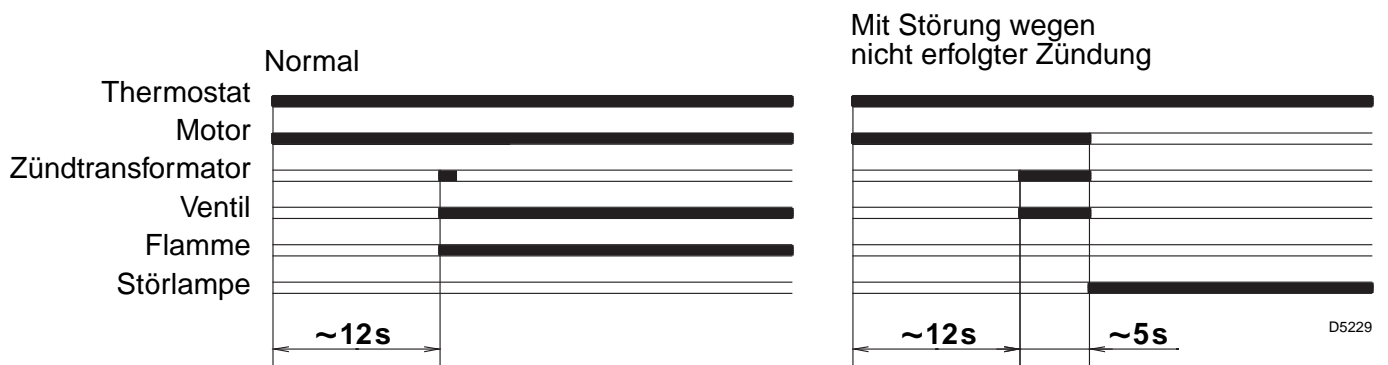 Normal
Mit Störung wegen
nicht erfolgter Zündung
Thermostat
Motor
Zündtransformator
Ventil
Flamme
Störlampe
~12s
~12s
~5s
D5229